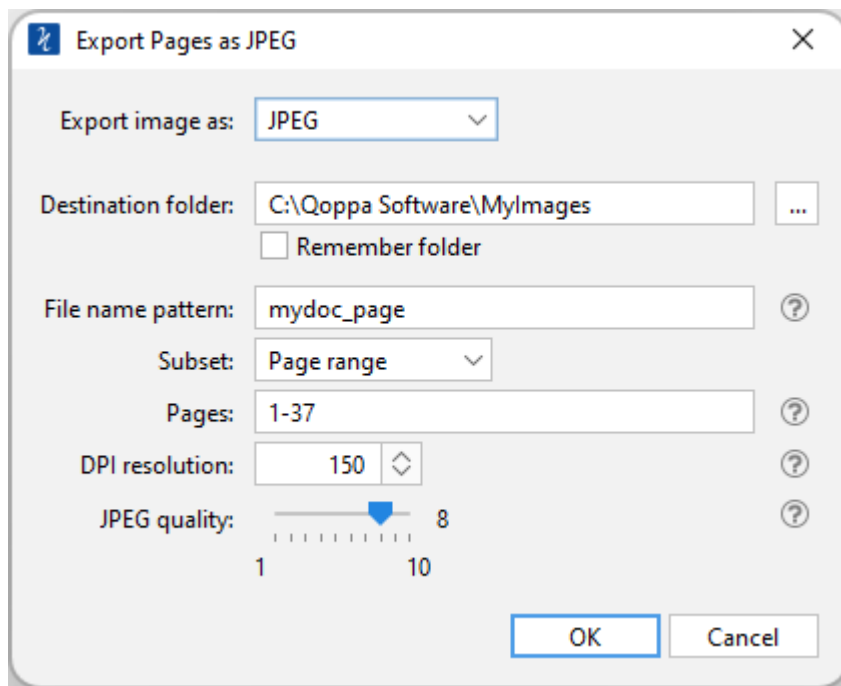 Export Pages as JPEG
Export image as: JPEG
Destination folder: C:\Qoppa Software\MyImages ...
Remember folder
File name pattern: mydoc_page ?
Subset: Page range
Pages: 1-37 ?
DPI resolution: 150 ?
JPEG quality: 8 ?
1 10
OK Cancel